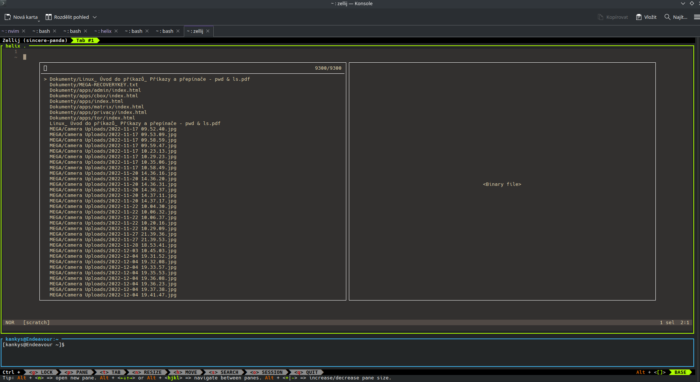 ~ : zellij — Konsole
Nová karta
Rozdělit pohled
Kopírovat
Vložit
Najít...
~ : nvim
~ : bash
~ : bash
~ : helix
~ : bash
~ : bash
~ : zellij
Zellij (sincere-panda)
Tab #1
helix .
9300/9300
> Dokumenty/Linux_ Úvod do příkazů_ Příkazy a přepínače - pwd & ls.pdf
Dokumenty/MEGA-RECOVERYKEY.txt
Dokumenty/apps/admin/index.html
Dokumenty/apps/ckbx/index.html
Dokumenty/apps/index.html
Dokumenty/apps/matrix/index.html
Dokumenty/apps/privacy/index.html
Dokumenty/apps/tor/index.html
Linux_ Úvod do příkazů_ Příkazy a přepínače - pwd & ls.pdf
MEGA/Camera Uploads/2022-11-17 09.52.40.jpg
MEGA/Camera Uploads/2022-11-17 09.53.09.jpg
MEGA/Camera Uploads/2022-11-17 09.58.59.jpg
MEGA/Camera Uploads/2022-11-17 09.59.47.jpg
MEGA/Camera Uploads/2022-11-17 10.23.13.jpg
MEGA/Camera Uploads/2022-11-17 10.29.23.jpg
MEGA/Camera Uploads/2022-11-17 10.35.06.jpg
MEGA/Camera Uploads/2022-11-17 10.58.49.jpg
MEGA/Camera Uploads/2022-11-20 14.36.16.jpg
MEGA/Camera Uploads/2022-11-20 14.36.28.jpg
MEGA/Camera Uploads/2022-11-20 14.36.31.jpg
MEGA/Camera Uploads/2022-11-20 14.36.37.jpg
MEGA/Camera Uploads/2022-11-20 14.37.11.jpg
MEGA/Camera Uploads/2022-11-20 14.37.17.jpg
MEGA/Camera Uploads/2022-11-22 10.04.30.jpg
MEGA/Camera Uploads/2022-11-22 10.06.32.jpg
MEGA/Camera Uploads/2022-11-22 10.06.37.jpg
MEGA/Camera Uploads/2022-11-22 10.28.16.jpg
MEGA/Camera Uploads/2022-11-22 10.29.09.jpg
MEGA/Camera Uploads/2022-11-27 21.39.36.jpg
MEGA/Camera Uploads/2022-11-27 21.39.53.jpg
MEGA/Camera Uploads/2022-11-28 18.53.41.jpg
MEGA/Camera Uploads/2022-12-03 10.45.03.jpg
MEGA/Camera Uploads/2022-12-04 19.31.52.jpg
MEGA/Camera Uploads/2022-12-04 19.32.08.jpg
MEGA/Camera Uploads/2022-12-04 19.33.57.jpg
MEGA/Camera Uploads/2022-12-04 19.35.53.jpg
MEGA/Camera Uploads/2022-12-04 19.36.08.jpg
MEGA/Camera Uploads/2022-12-04 19.36.23.jpg
MEGA/Camera Uploads/2022-12-04 19.37.38.jpg
MEGA/Camera Uploads/2022-12-04 19.41.47.jpg
<Binary file>
NOR [scratch]
1 sel 2:1
kankys@Endeavour:~
[kankys@Endeavour ~]$
Ctrl + <g> LOCK <p> PANE <t> TAB <n> RESIZE <h> MOVE <s> SEARCH <o> SESSION <q> QUIT
Alt + <[]> BASE
Tip: Alt + <n> => open new pane. Alt + <←↓↑→> or Alt + <hjkl> => navigate between panes. Alt + <+|-> => increase/decrease pane size.